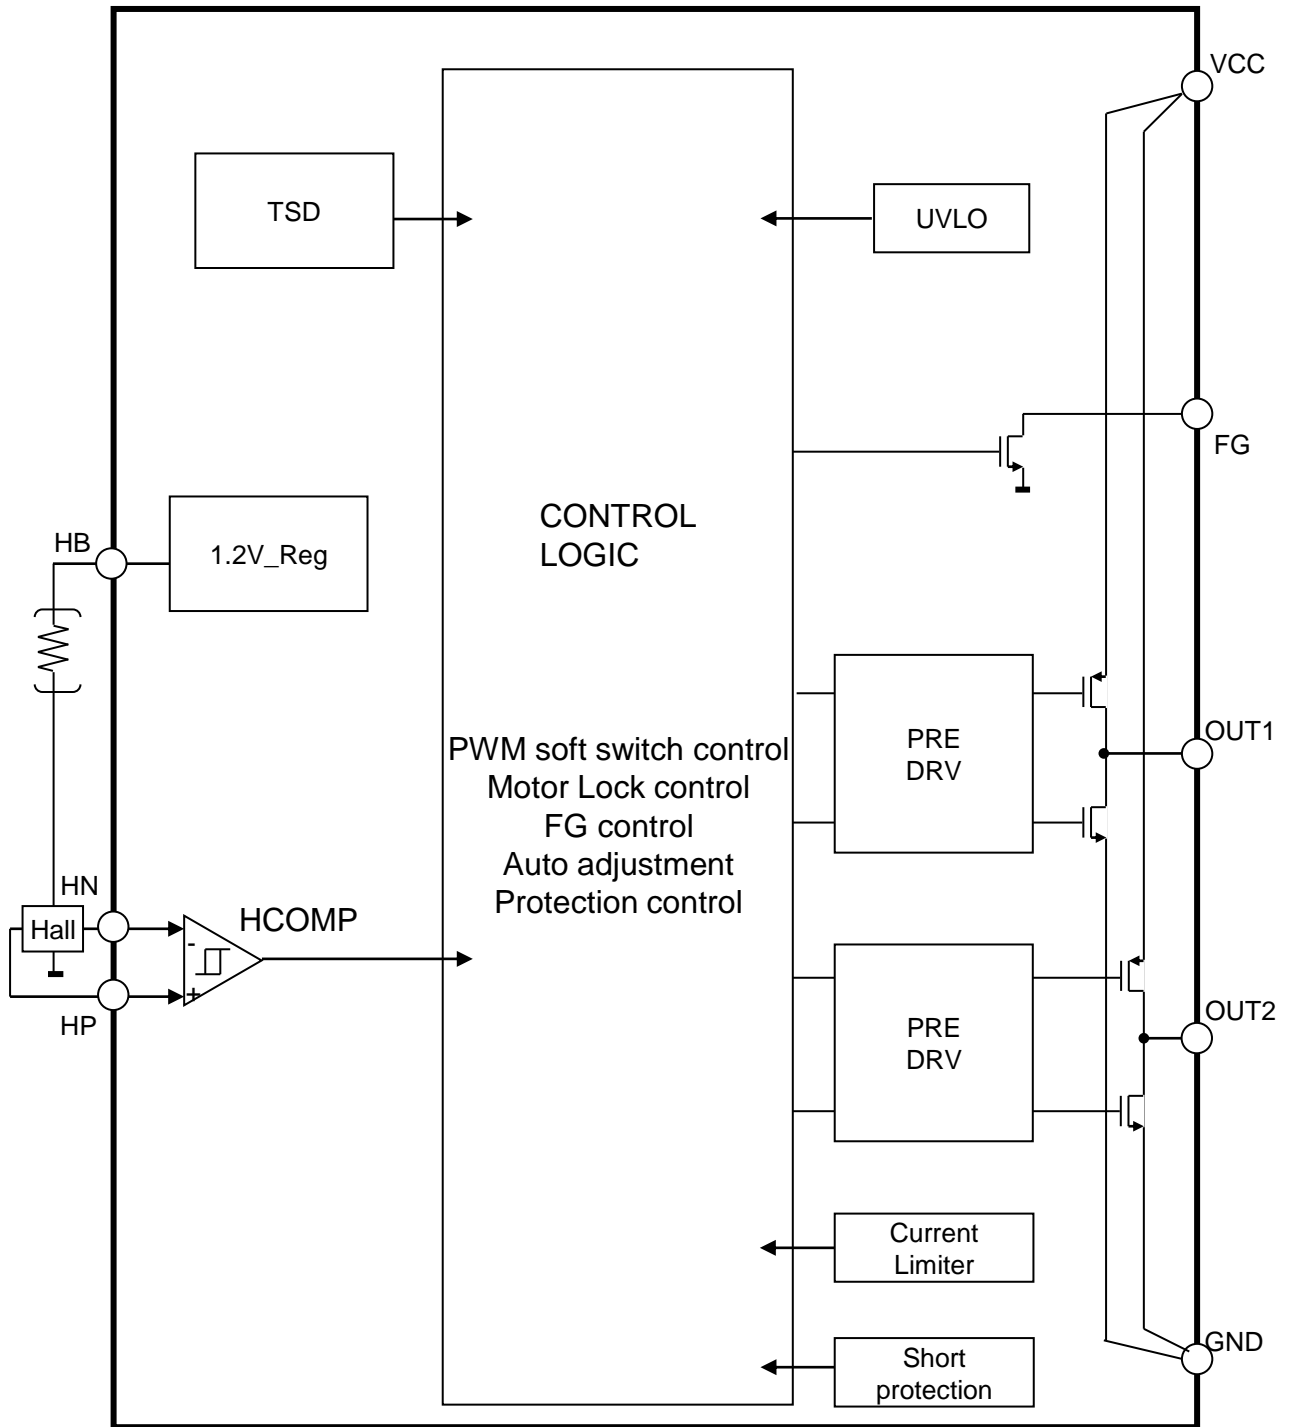 VCC
TSD
UVLO
FG
CONTROL
LOGIC
HB
1.2V_Reg
PWM soft switch control
Motor Lock control
FG control
Auto adjustment
Protection control
PRE
DRV
OUT1
HN
Hall
HCOMP
-
+
HP
PRE
DRV
OUT2
Current
Limiter
Short
protection
GND